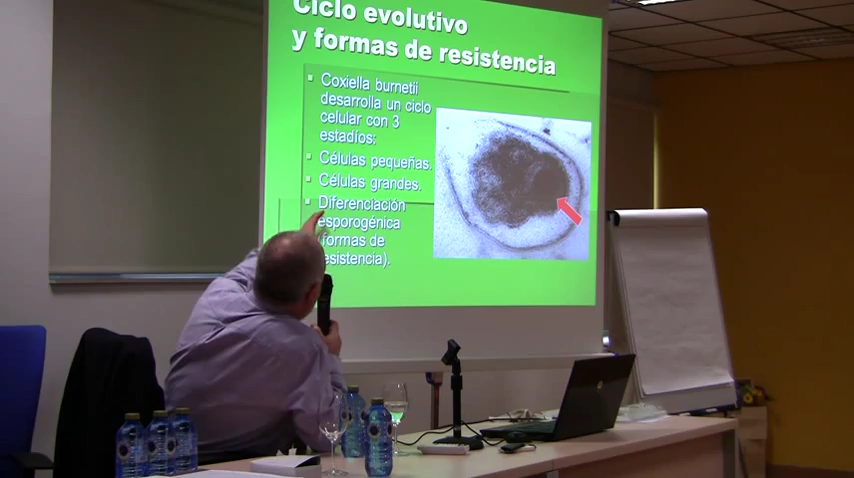 Ciclo evolutivo
y formas de resistencia
Coxiella burnetii
desarrolla un ciclo
celular con 3
estadíos:
Células pequeñas.
Células grandes.
Diferenciación
esporogénica
formas de
resistencia).